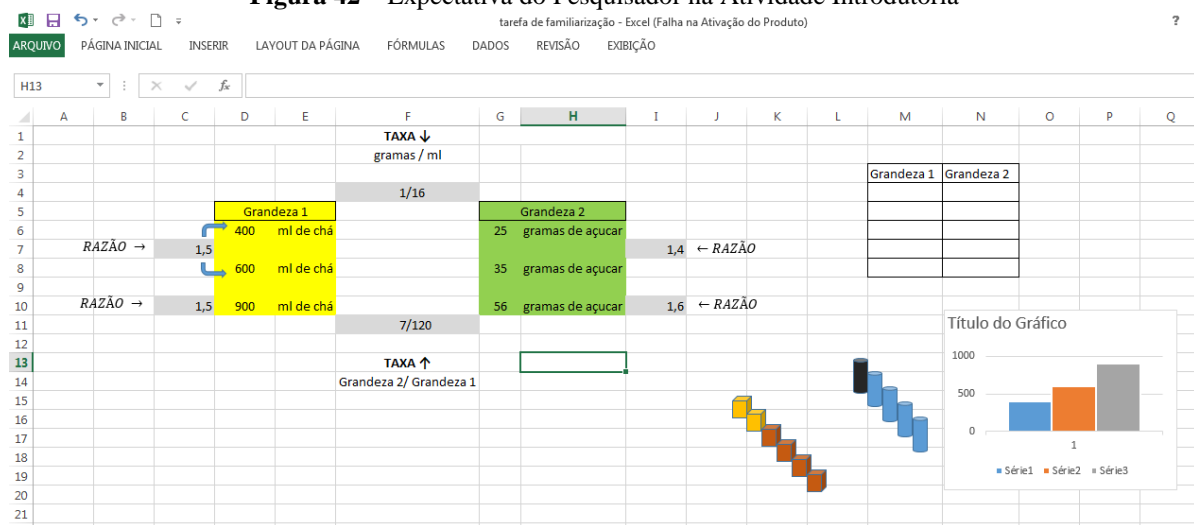 Figura 42 – Expectativa do Pesquisador na Atividade Introdutória
tarefa de familiarização - Excel (Falha na Ativação do Produto)
?
ARQUIVO PÁGINA INICIAL INSERIR LAYOUT DA PÁGINA FÓRMULAS DADOS REVISÃO EXIBIÇÃO
H13 fx
A B C D E F G H I J K L M N O P Q
1 TAXA ↓
2 gramas / ml
3 Grandeza 1 Grandeza 2
4 1/16
5 Grandeza 1 Grandeza 2
6 400 ml de chá 25 gramas de açucar
7 RAZÃO → 1,5 1,4 ← RAZÃO
8 600 ml de chá 35 gramas de açucar
9
10 RAZÃO → 1,5 900 ml de chá 56 gramas de açucar 1,6 ← RAZÃO
11 7/120
12
13 TAXA ↑
14 Grandeza 2/ Grandeza 1
15
16
17
18
19
20
21
Título do Gráfico
1000
500
0
1
Série1 Série2 Série3